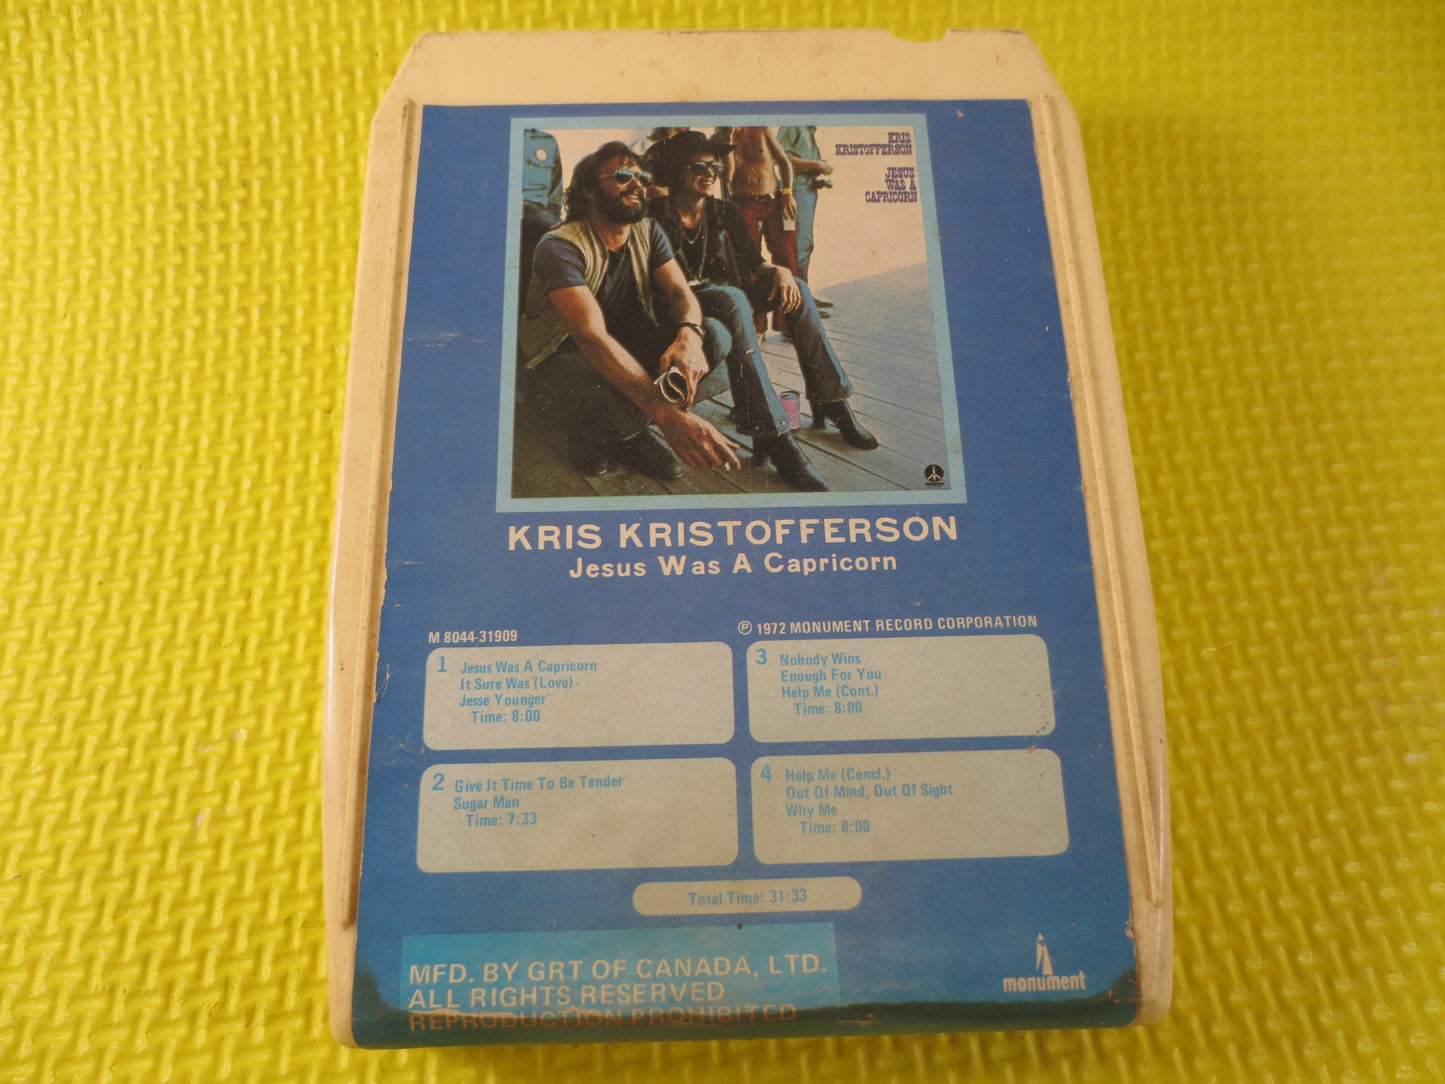 KRIS
KRISTOFFERSON
JESUS
WAS A
CAPRICORN
KRIS KRISTOFFERSON
Jesus Was A Capricorn
M 8044-31909
℗ 1972 MONUMENT RECORD CORPORATION
1 Jesus Was A Capricorn
It Sure Was (Love)
Jesse Younger
Time: 8:00
2 Give It Time To Be Tender
Sugar Man
Time: 7:33
3 Nobody Wins
Enough For You
Help Me (Cont.)
Time: 8:00
4 Help Me (Concl.)
Out Of Mind, Out Of Sight
Why Me
Time: 8:00
Total Time: 31:33
MFD. BY GRT OF CANADA, LTD.
ALL RIGHTS RESERVED
REPRODUCTION PROHIBITED
monument